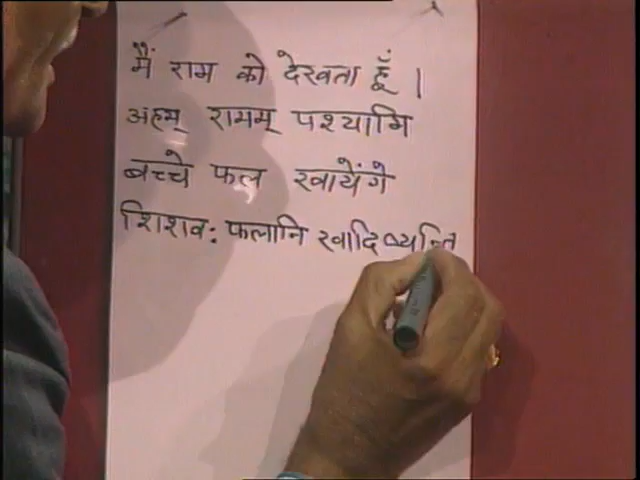 मैं राम को देखता हूँ ।
अहम् रामम् पश्यामि
बच्चे फल खायेंगे
शिशवः फलानि खादिष्यन्ति